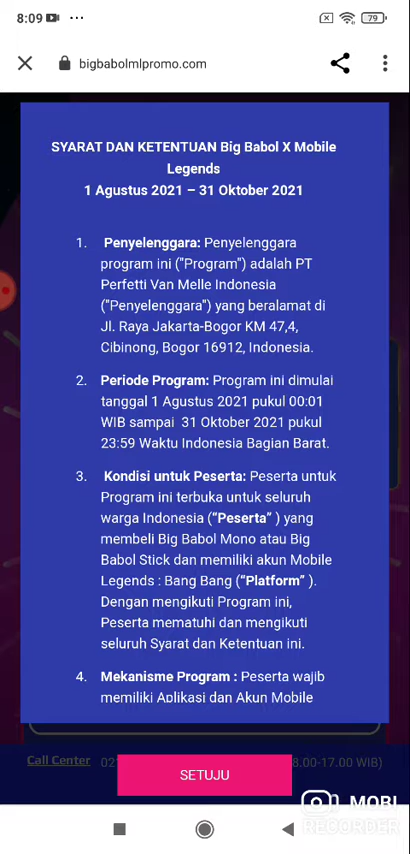 8:09
79
bigbabolmlpromo.com
SYARAT DAN KETENTUAN Big Babol X Mobile
Legends
1 Agustus 2021 – 31 Oktober 2021
1. Penyelenggara: Penyelenggara
program ini ("Program") adalah PT
Perfetti Van Melle Indonesia
("Penyelenggara") yang beralamat di
Jl. Raya Jakarta-Bogor KM 47,4,
Cibinong, Bogor 16912, Indonesia.
2. Periode Program: Program ini dimulai
tanggal 1 Agustus 2021 pukul 00:01
WIB sampai 31 Oktober 2021 pukul
23:59 Waktu Indonesia Bagian Barat.
3. Kondisi untuk Peserta: Peserta untuk
Program ini terbuka untuk seluruh
warga Indonesia (“Peserta” ) yang
membeli Big Babol Mono atau Big
Babol Stick dan memiliki akun Mobile
Legends : Bang Bang (“Platform” ).
Dengan mengikuti Program ini,
Peserta mematuhi dan mengikuti
seluruh Syarat dan Ketentuan ini.
4. Mekanisme Program : Peserta wajib
memiliki Aplikasi dan Akun Mobile
Call Center 8.00-17.00 WIB)
SETUJU
MOBI
RECORDER